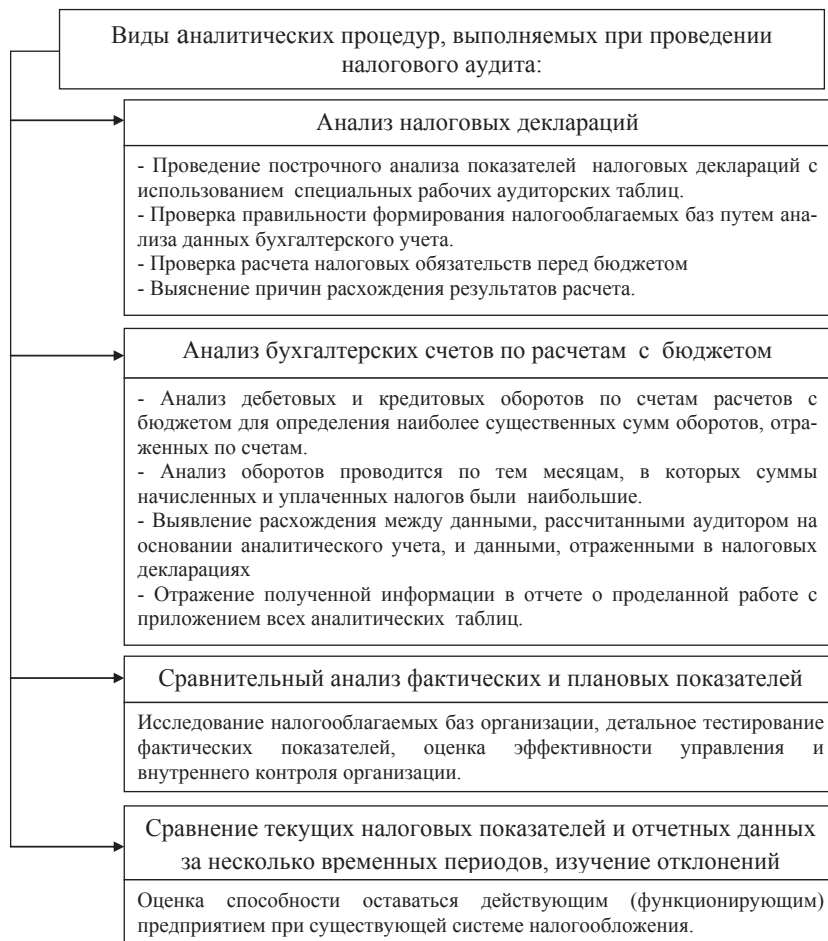 Виды аналитических процедур, выполняемых при проведении
налогового аудита:
Анализ налоговых деклараций
- Проведение построчного анализа показателей налоговых деклараций с
использованием специальных рабочих аудиторских таблиц.
- Проверка правильности формирования налогооблагаемых баз путем ана-
лиза данных бухгалтерского учета.
- Проверка расчета налоговых обязательств перед бюджетом
- Выяснение причин расхождения результатов расчета.
Анализ бухгалтерских счетов по расчетам с бюджетом
- Анализ дебетовых и кредитовых оборотов по счетам расчетов с
бюджетом для определения наиболее существенных сумм оборотов, отра-
женных по счетам.
- Анализ оборотов проводится по тем месяцам, в которых суммы
начисленных и уплаченных налогов были наибольшие.
- Выявление расхождения между данными, рассчитанными аудитором на
основании аналитического учета, и данными, отраженными в налоговых
декларациях
- Отражение полученной информации в отчете о проделанной работе с
приложением всех аналитических таблиц.
Сравнительный анализ фактических и плановых показателей
Исследование налогооблагаемых баз организации, детальное тестирование
фактических показателей, оценка эффективности управления и
внутреннего контроля организации.
Сравнение текущих налоговых показателей и отчетных данных
за несколько временных периодов, изучение отклонений
Оценка способности оставаться действующим (функционирующим)
предприятием при существующей системе налогообложения.